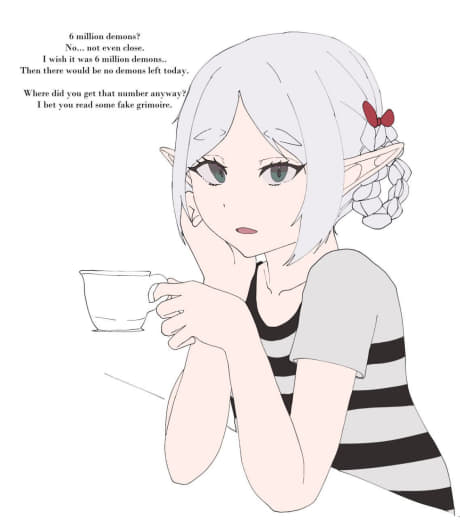 6 million demons?
No... not even close.
I wish it was 6 million demons..
Then there would be no demons left today.
Where did you get that number anyway?
I bet you read some fake grimoire.